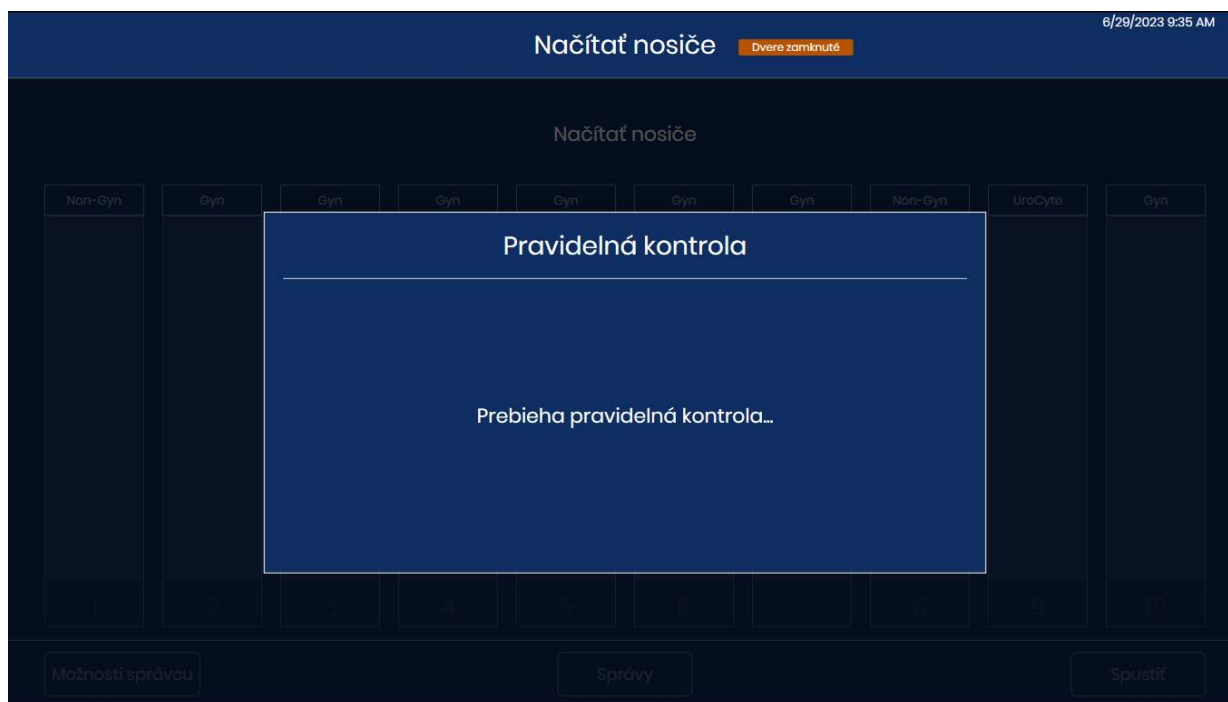 6/29/2023 9:35 AM
Načítať nosiče Dvere zamknuté
Načítať nosiče
Non-Gyn Gyn Gyn Gyn Gyn Gyn Gyn Non-Gyn UroCyte Gyn
Pravidelná kontrola
Prebieha pravidelná kontrola...
1 2 3 4 5 6 7 8 9 10
Možnosti správcu Správy Spustiť